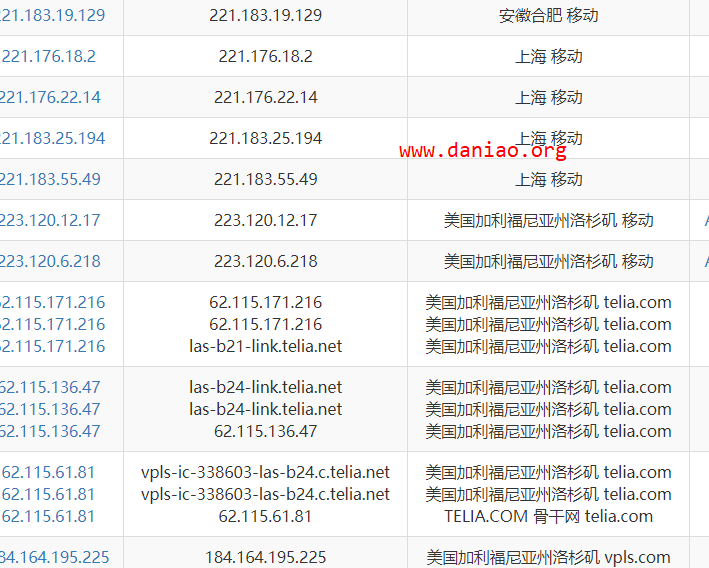 221.183.19.129 221.183.19.129 安徽合肥 移动
221.176.18.2 221.176.18.2 上海 移动
221.176.22.14 221.176.22.14 上海 移动
221.183.25.194 221.183.25.194 上海 移动
www.daniao.org
221.183.55.49 221.183.55.49 上海 移动
223.120.12.17 223.120.12.17 美国加利福尼亚州洛杉矶 移动
223.120.6.218 223.120.6.218 美国加利福尼亚州洛杉矶 移动
62.115.171.216 62.115.171.216 美国加利福尼亚州洛杉矶 telia.com
62.115.171.216 62.115.171.216 美国加利福尼亚州洛杉矶 telia.com
62.115.171.216 las-b21-link.telia.net 美国加利福尼亚州洛杉矶 telia.com
62.115.136.47 las-b24-link.telia.net 美国加利福尼亚州洛杉矶 telia.com
62.115.136.47 las-b24-link.telia.net 美国加利福尼亚州洛杉矶 telia.com
62.115.136.47 62.115.136.47 美国加利福尼亚州洛杉矶 telia.com
62.115.61.81 vpls-ic-338603-las-b24.c.telia.net 美国加利福尼亚州洛杉矶 telia.com
62.115.61.81 vpls-ic-338603-las-b24.c.telia.net 美国加利福尼亚州洛杉矶 telia.com
62.115.61.81 62.115.61.81 TELIA.COM 骨干网 telia.com
184.164.195.225 184.164.195.225 美国加利福尼亚州洛杉矶 vpls.com